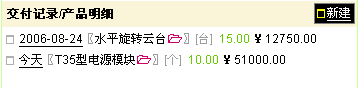 交付记录/产品明细 新建
2006-08-24〖水平旋转云台〗[台] 15.00 ¥ 12750.00
今天〖T35型电源模块〗[个] 10.00 ¥ 51000.00